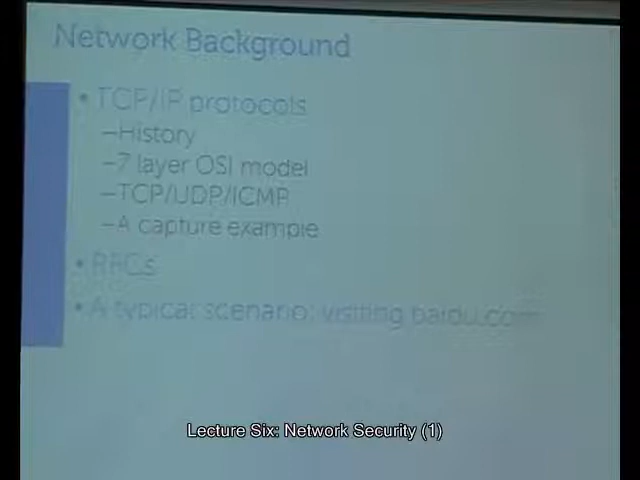 Network Background
• TCP/IP protocols
–History
–7 layer OSI model
–TCP/UDP/ICMP
–A capture example
• RFCs
• A typical scenario: visiting baidu.com
Lecture Six: Network Security (1)